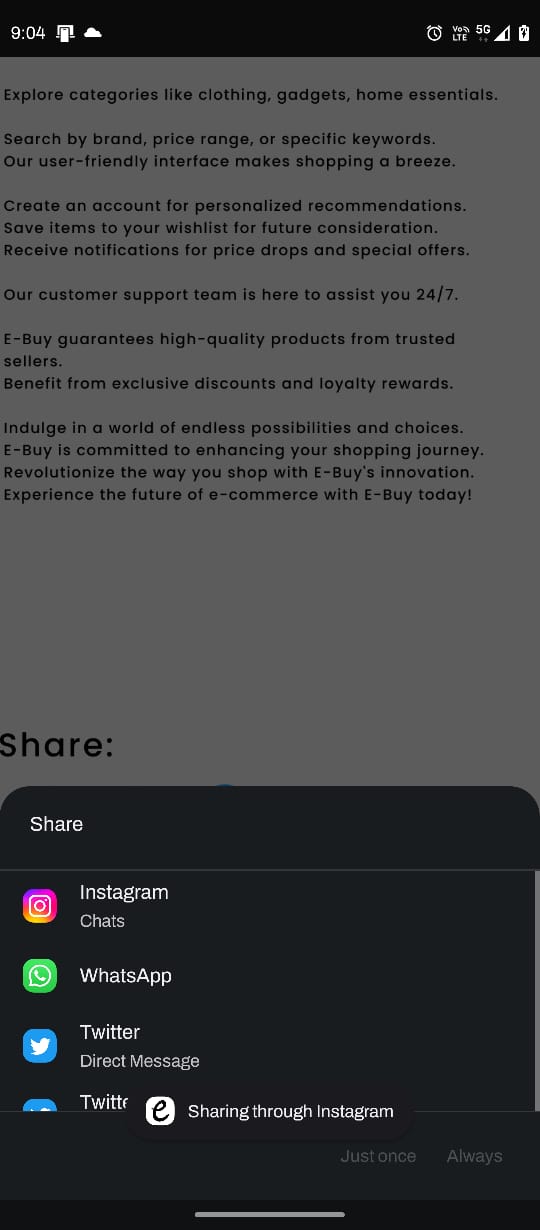 9:04
Vo LTE
5G
Explore categories like clothing, gadgets, home essentials.
Search by brand, price range, or specific keywords.
Our user-friendly interface makes shopping a breeze.
Create an account for personalized recommendations.
Save items to your wishlist for future consideration.
Receive notifications for price drops and special offers.
Our customer support team is here to assist you 24/7.
E-Buy guarantees high-quality products from trusted
sellers.
Benefit from exclusive discounts and loyalty rewards.
Indulge in a world of endless possibilities and choices.
E-Buy is committed to enhancing your shopping journey.
Revolutionize the way you shop with E-Buy's innovation.
Experience the future of e-commerce with E-Buy today!
Share:
Share
Instagram
Chats
WhatsApp
Twitter
Direct Message
Twitte
e Sharing through Instagram
Just once Always